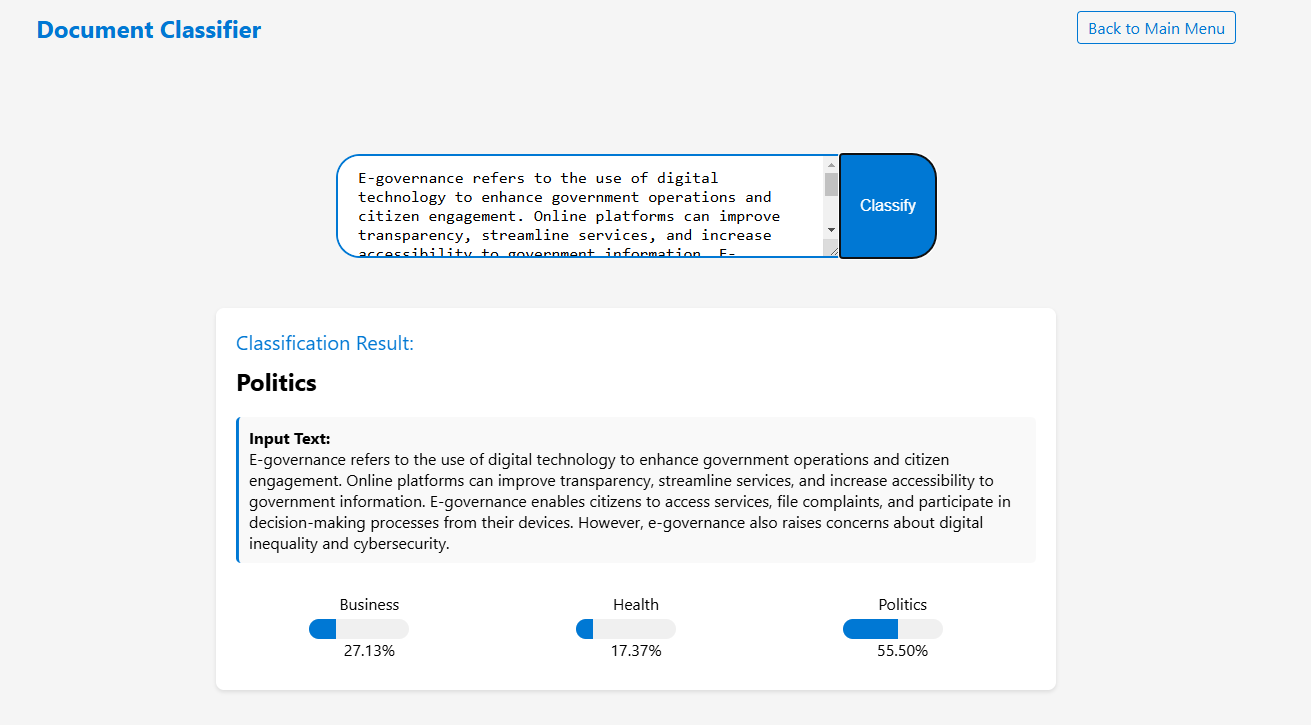 Document Classifier
Back to Main Menu
E-governance refers to the use of digital
technology to enhance government operations and
citizen engagement. Online platforms can improve
transparency, streamline services, and increase
accessibility to government information. E-
Classify
Classification Result:
Politics
Input Text:
E-governance refers to the use of digital technology to enhance government operations and citizen
engagement. Online platforms can improve transparency, streamline services, and increase accessibility to
government information. E-governance enables citizens to access services, file complaints, and participate in
decision-making processes from their devices. However, e-governance also raises concerns about digital
inequality and cybersecurity.
Business
Health
Politics
27.13%
17.37%
55.50%